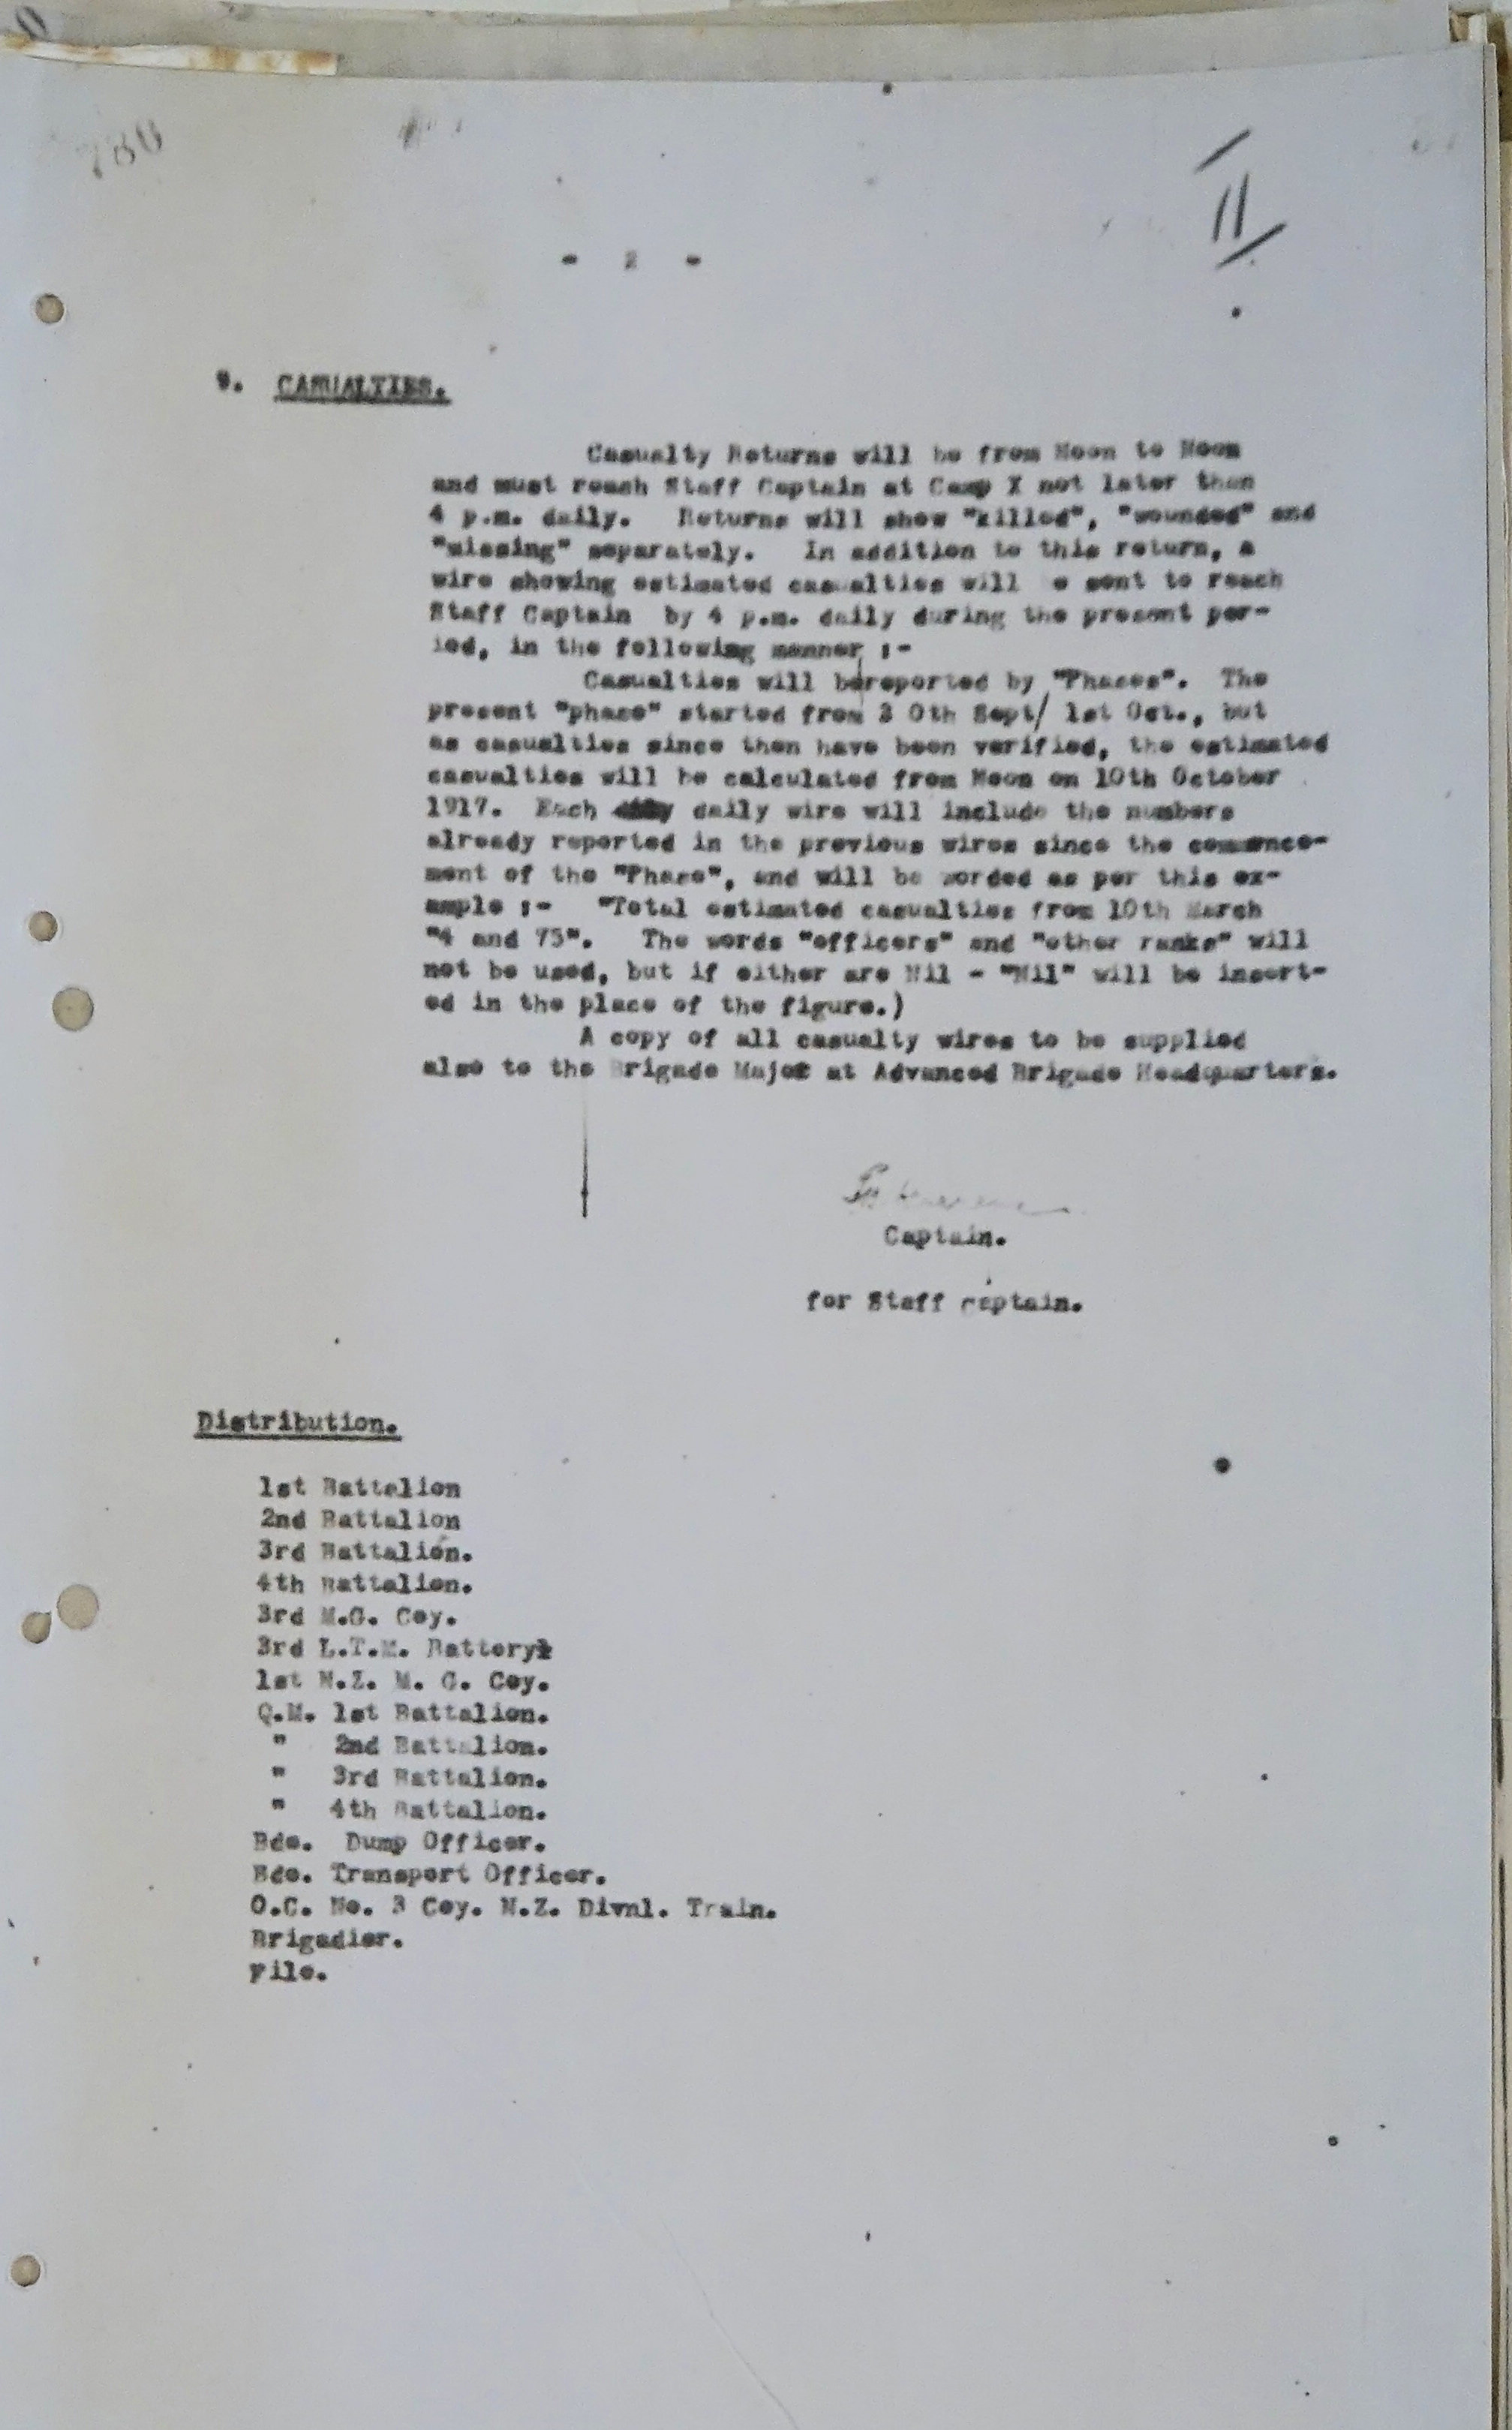 11
- 2 -
9. CASUALTIES.
Casualty Returns will be from Noon to Noon
and must reach Staff Captain at Camp X not later than
4 p.m. daily. Returns will show "killed", "wounded" and
"missing" separately. In addition to this return, a
wire showing estimated casualties will e sent to reach
Staff Captain by 4 p.m. daily during the present per-
iod, in the following manner :-
Casualties will be reported by "Phases". The
present "phase" started from 3 0th Sept/ 1st Oct., but
as casualties since then have been verified, the estimated
casualties will be calculated from Noon on 10th October
1917. Each daily wire will include the numbers
already reported in the previous wires since the commence-
ment of the "Phase", and will be worded as per this ex-
ample :- "Total estimated casualties from 10th March
"4 and 75". The words "officers" and "other ranks" will
not be used, but if either are Nil - "Nil" will be insert-
ed in the place of the figure.)
A copy of all casualty wires to be supplied
also to the Brigade Major at Advanced Brigade Headquarters.
Captain.
for Staff Captain.
Distribution.
1st Battalion
2nd Battalion
3rd Battalion.
4th Battalion.
3rd M.G. Coy.
3rd L.T.M. Battery
1st N.Z. M. G. Coy.
Q.M. 1st Battalion.
" 2nd Battalion.
" 3rd Battalion.
" 4th Battalion.
Bde. Dump Officer.
Bde. Transport Officer.
O.C. No. 3 Coy. N.Z. Divnl. Train.
Brigadier.
File.